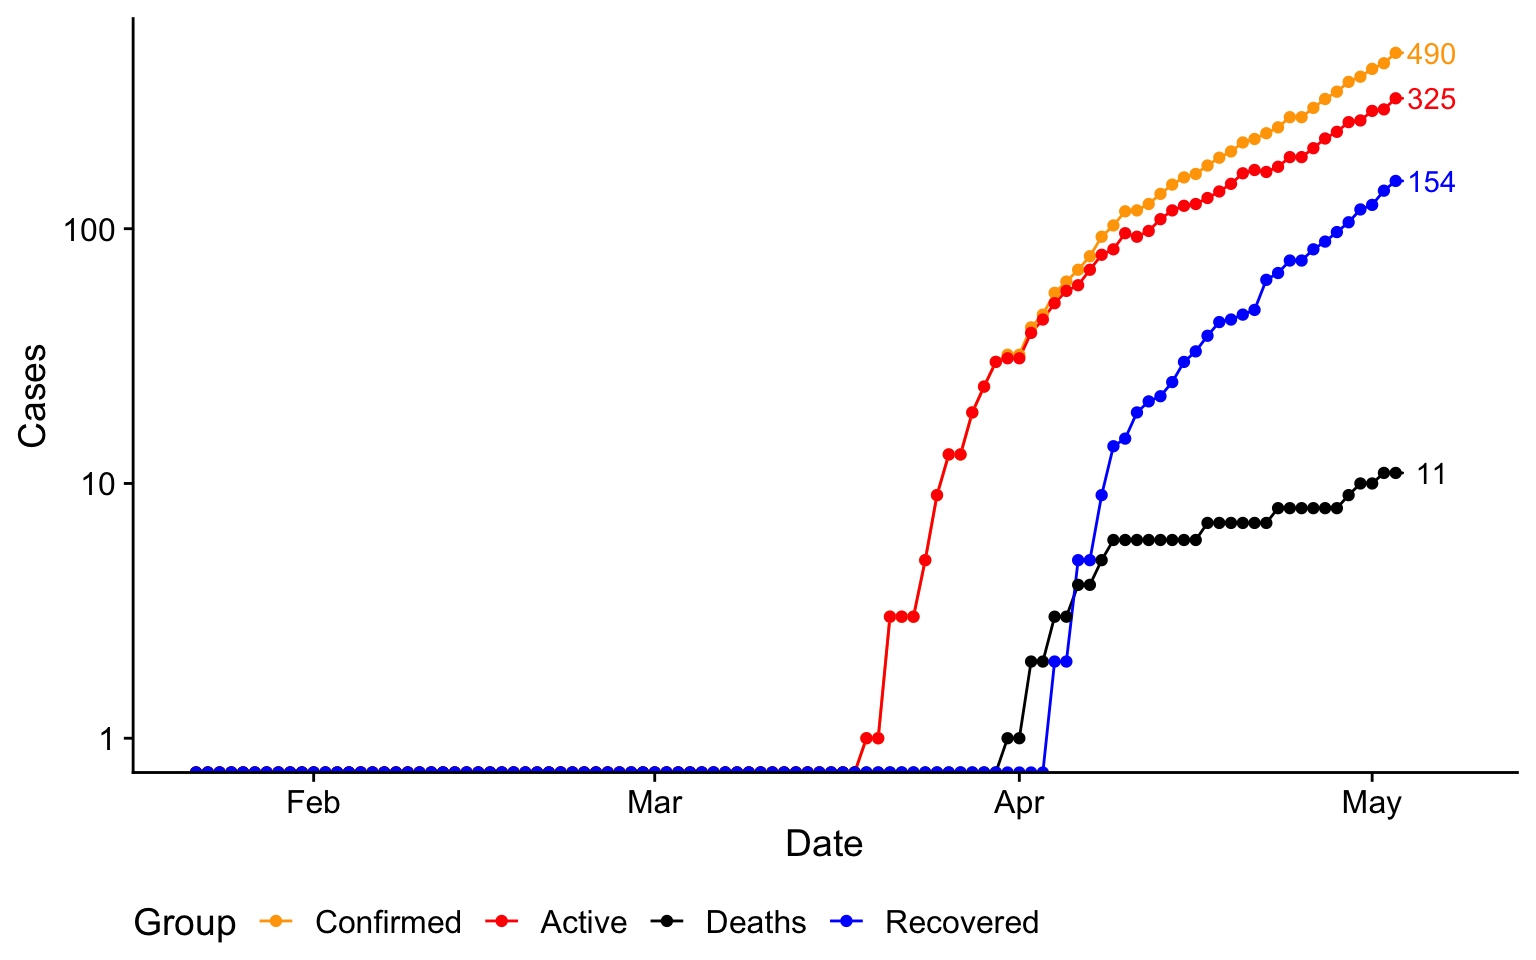 490
325
154
100
Cases
11
10
1
Feb Mar Apr May
Date
Group Confirmed Active Deaths Recovered